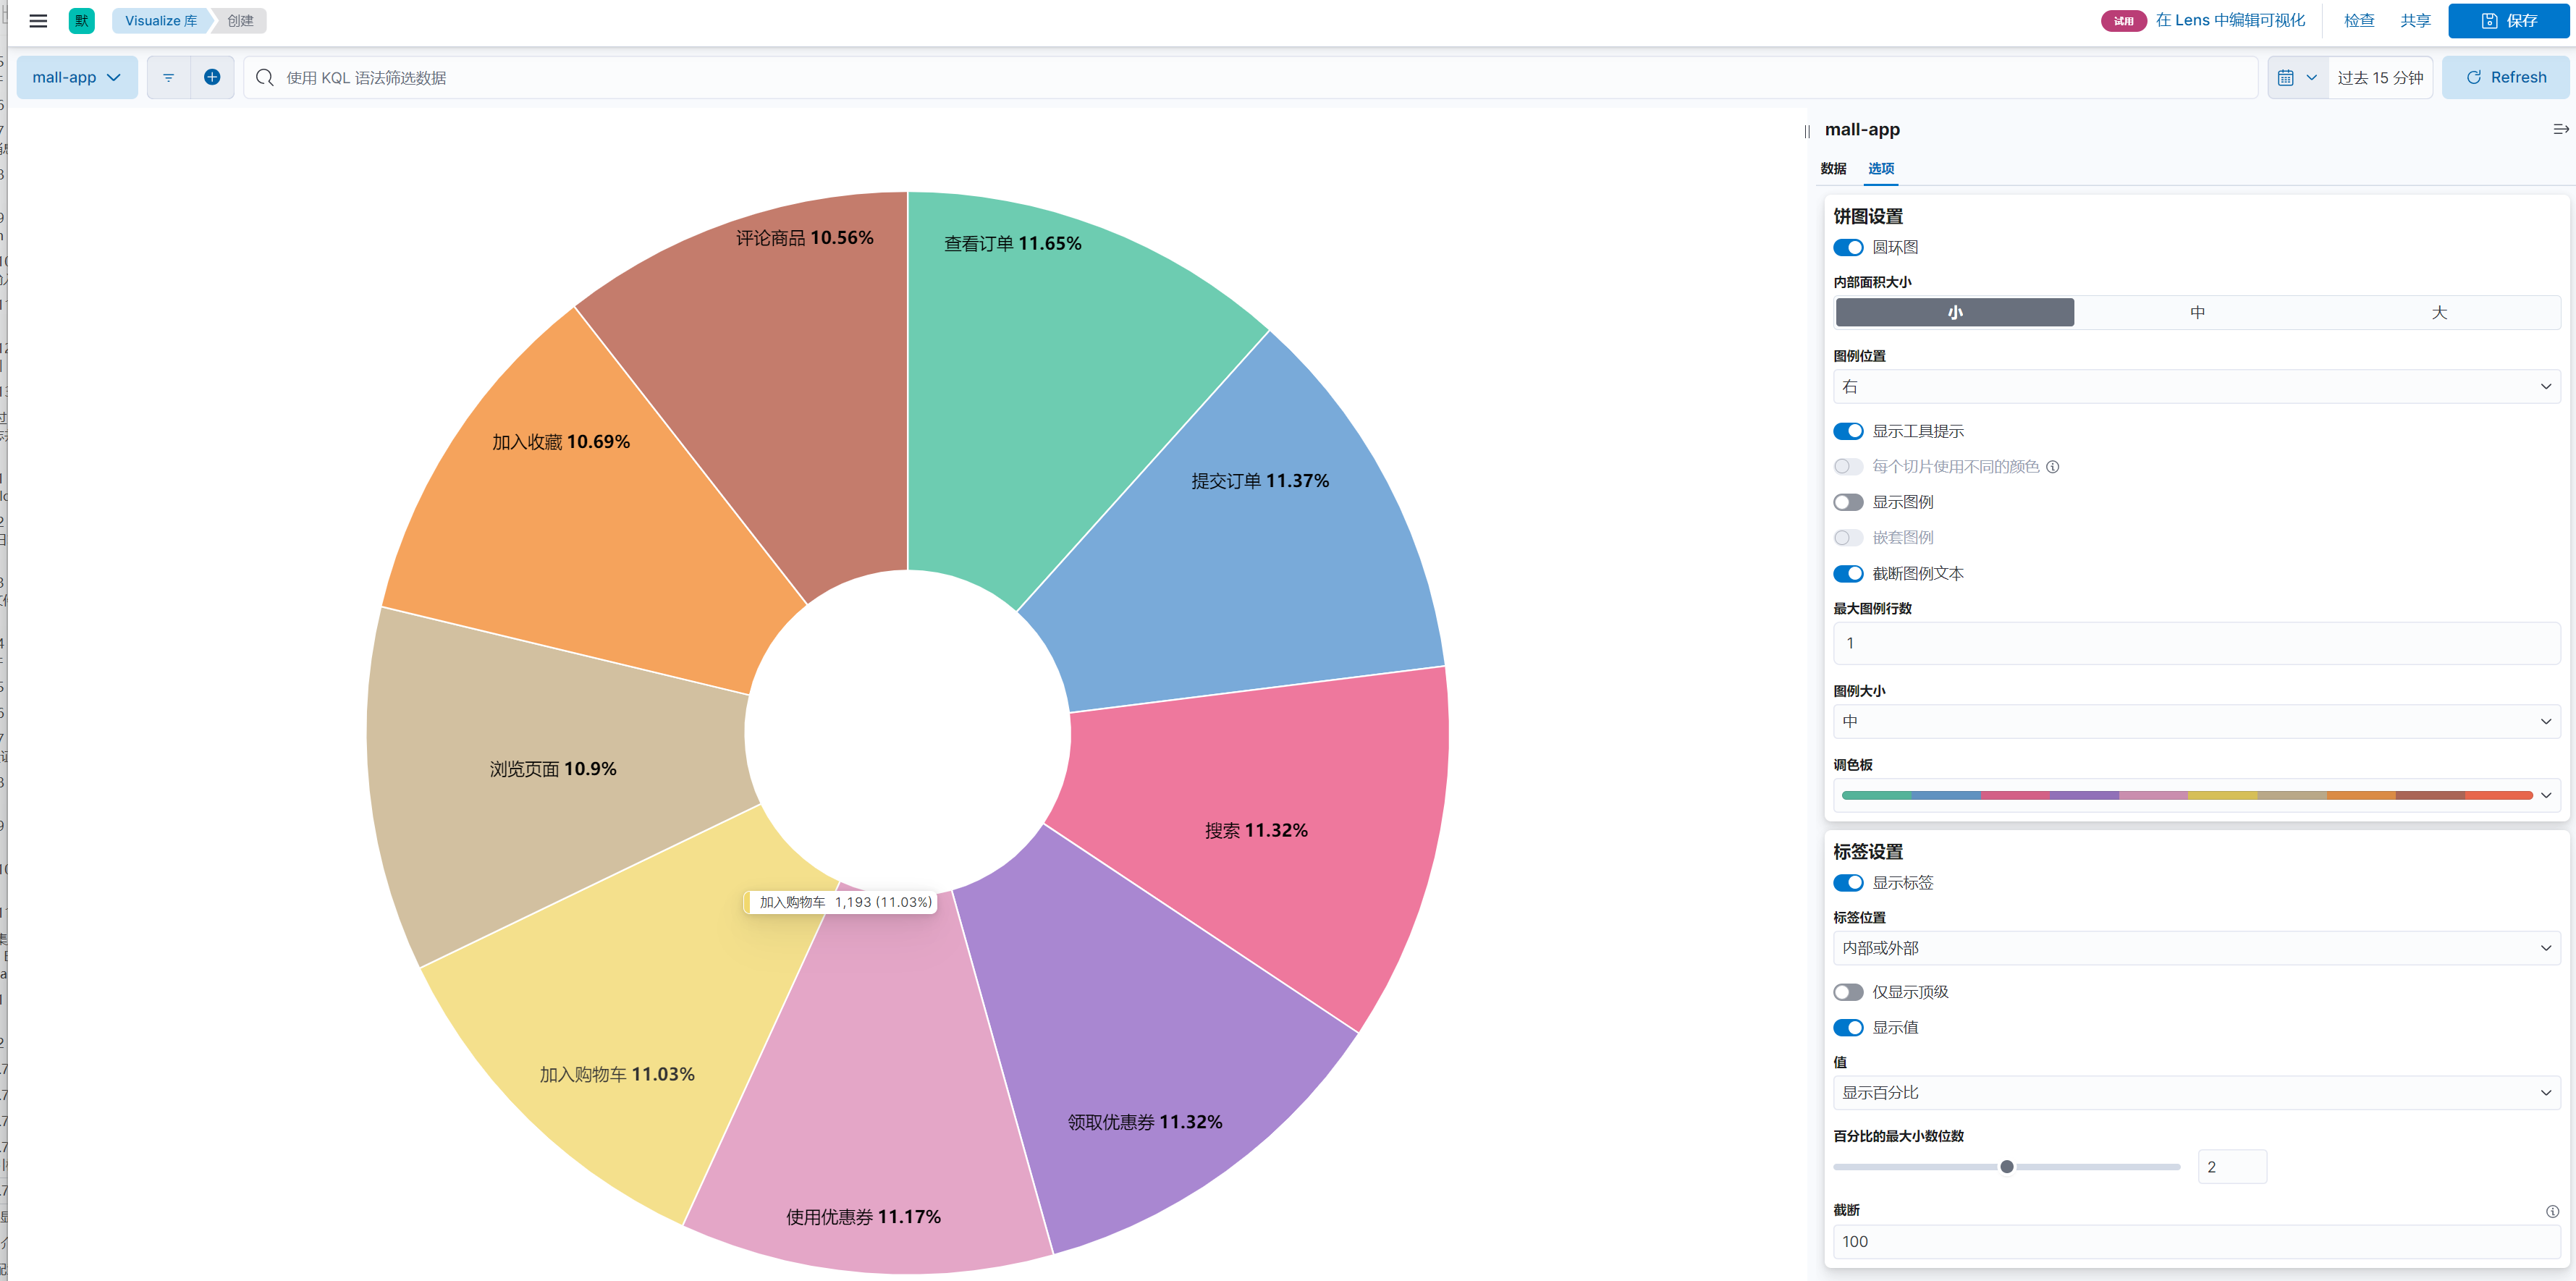 默
Visualize 库
创建
试用
在 Lens 中编辑可视化
检查
共享
保存
mall-app
使用 KQL 语法筛选数据
过去 15 分钟
Refresh
评论商品 10.56%
查看订单 11.65%
加入收藏 10.69%
提交订单 11.37%
浏览页面 10.9%
搜索 11.32%
加入购物车 1,193 (11.03%)
加入购物车 11.03%
领取优惠券 11.32%
使用优惠券 11.17%
mall-app
数据
选项
饼图设置
圆环图
内部面积大小
小
中
大
图例位置
右
显示工具提示
每个切片使用不同的颜色
显示图例
嵌套图例
截断图例文本
最大图例行数
1
图例大小
中
调色板
标签设置
显示标签
标签位置
内部或外部
仅显示顶级
显示值
值
显示百分比
百分比的最大小数位数
2
截断
100